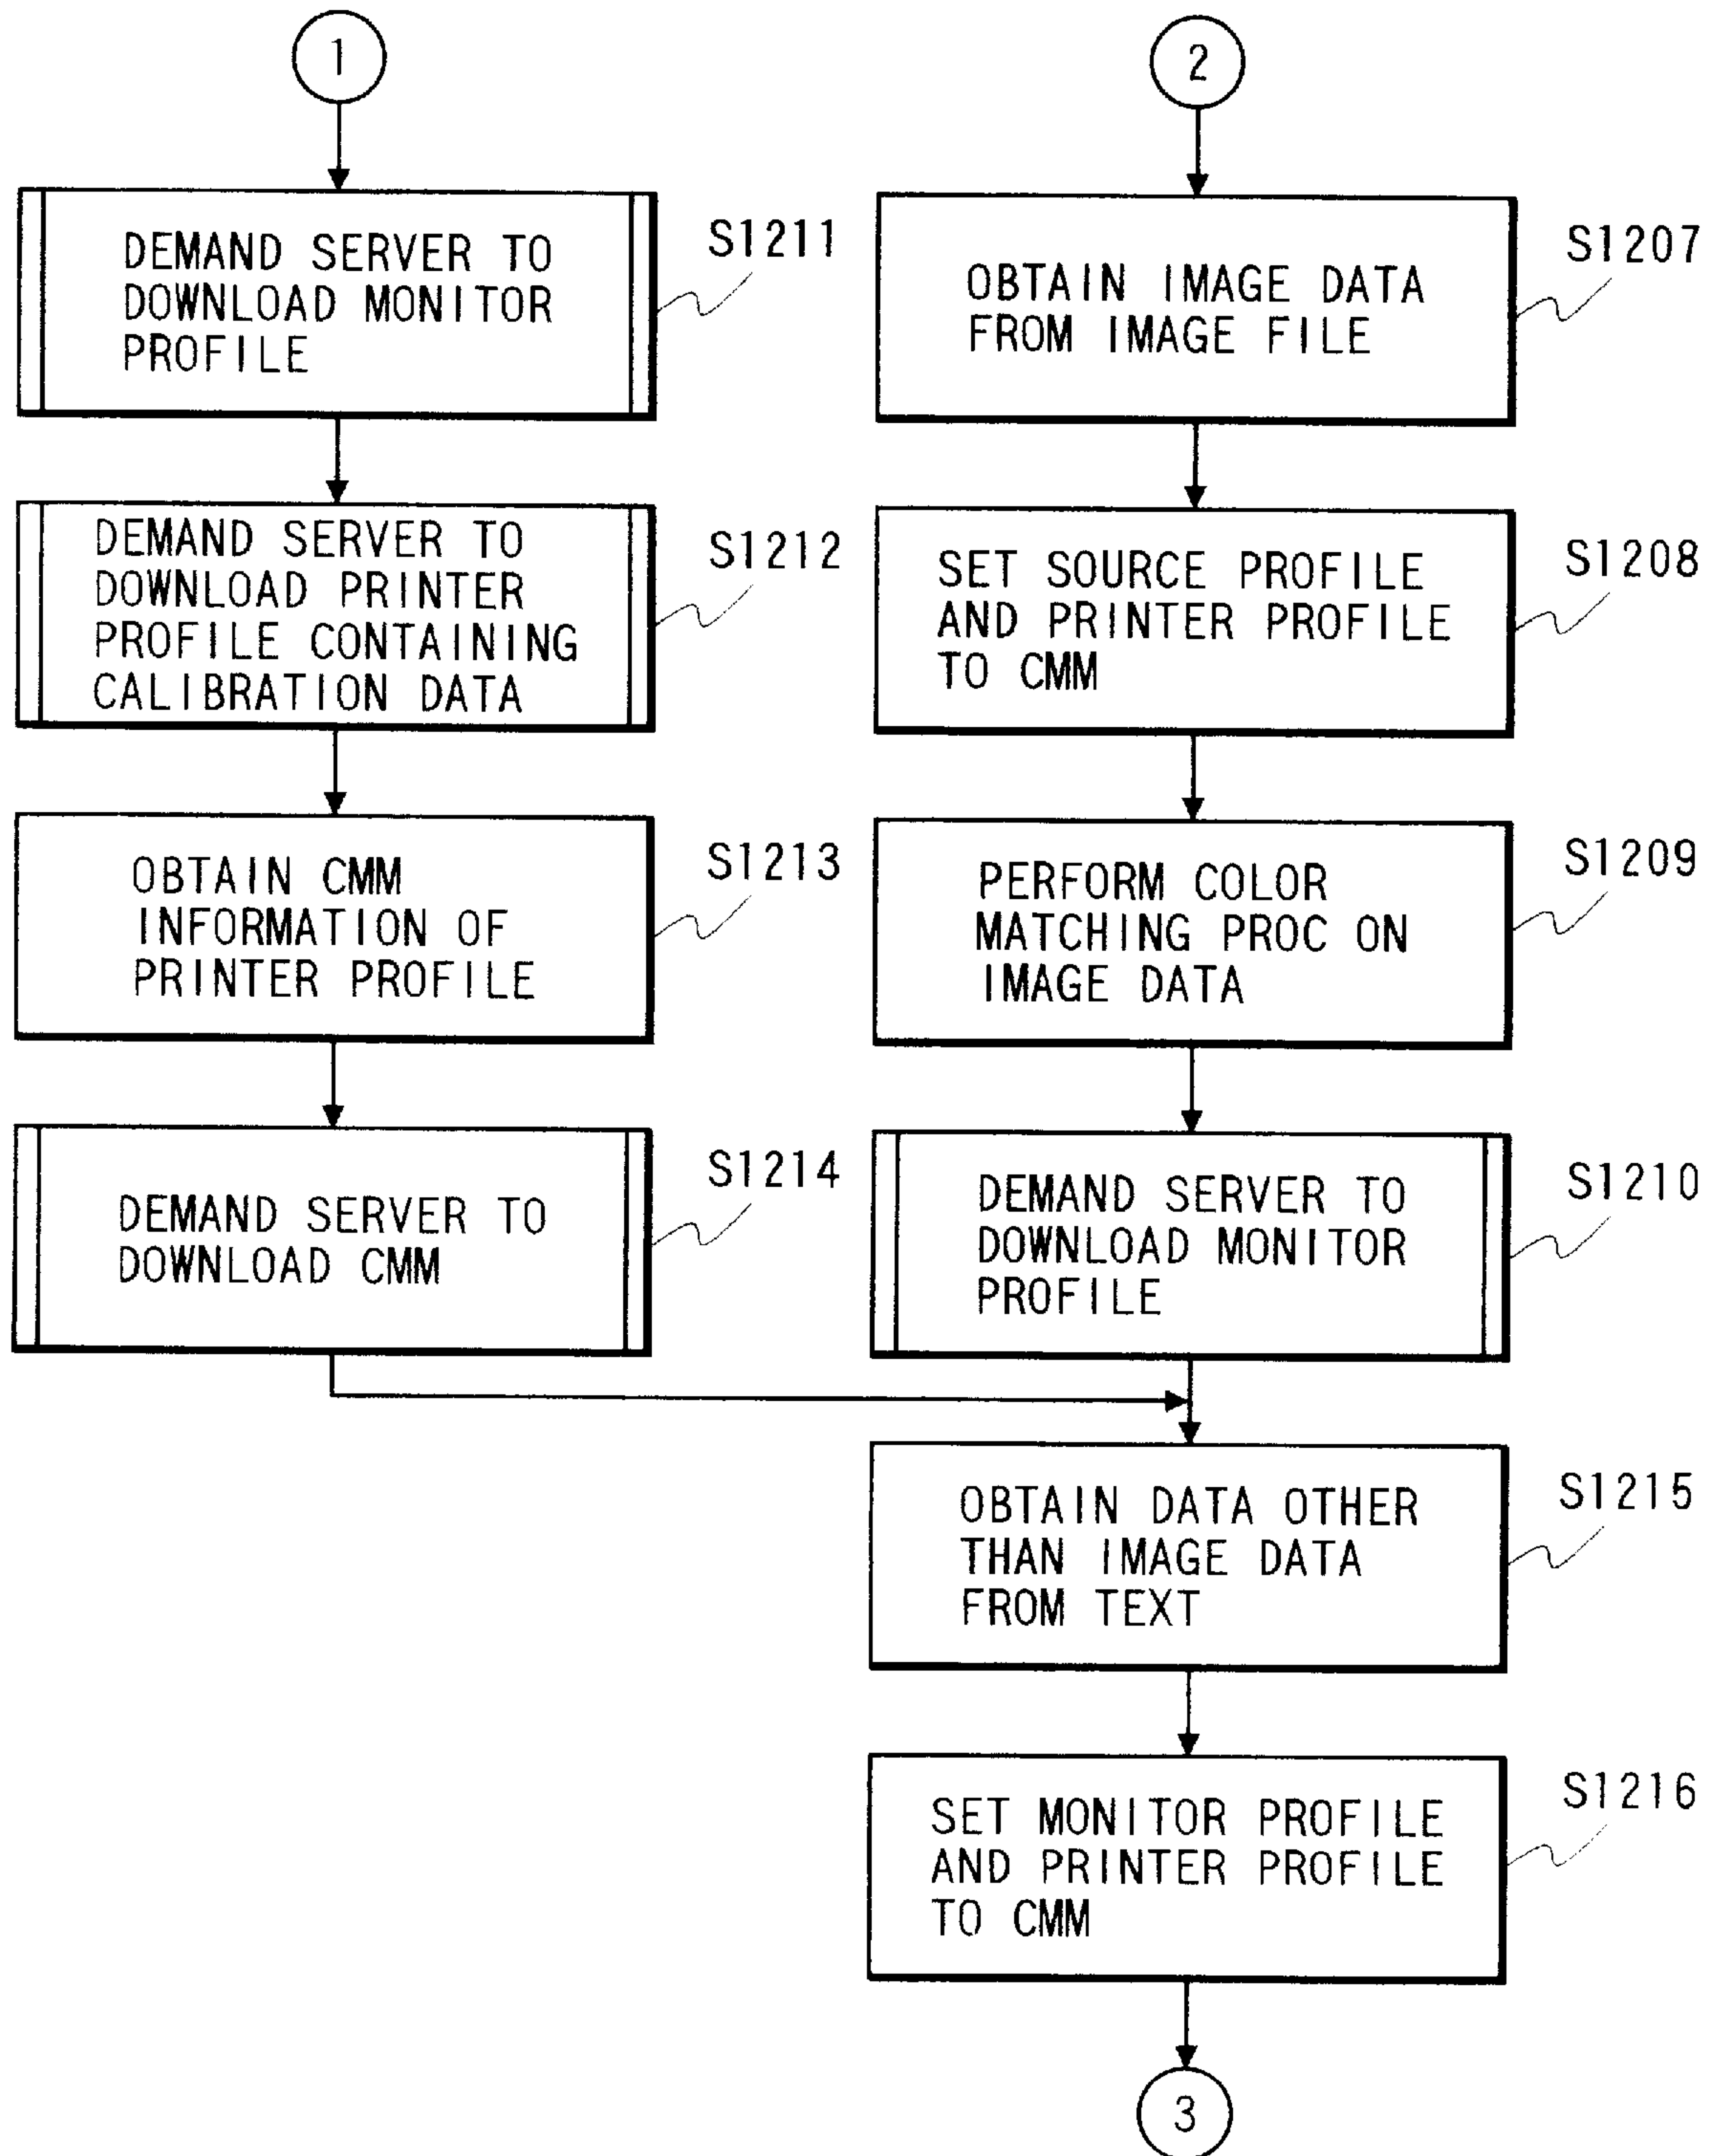 1
DEMAND SERVER TO
DOWNLOAD MONITOR
PROFILE
S1211
DEMAND SERVER TO
DOWNLOAD PRINTER
PROFILE CONTAINING
CALIBRATION DATA
S1212
OBTAIN CMM
INFORMATION OF
PRINTER PROFILE
S1213
DEMAND SERVER TO
DOWNLOAD CMM
S1214
2
OBTAIN IMAGE DATA
FROM IMAGE FILE
S1207
SET SOURCE PROFILE
AND PRINTER PROFILE
TO CMM
S1208
PERFORM COLOR
MATCHING PROC ON
IMAGE DATA
S1209
DEMAND SERVER TO
DOWNLOAD MONITOR
PROFILE
S1210
OBTAIN DATA OTHER
THAN IMAGE DATA
FROM TEXT
S1215
SET MONITOR PROFILE
AND PRINTER PROFILE
TO CMM
S1216
3